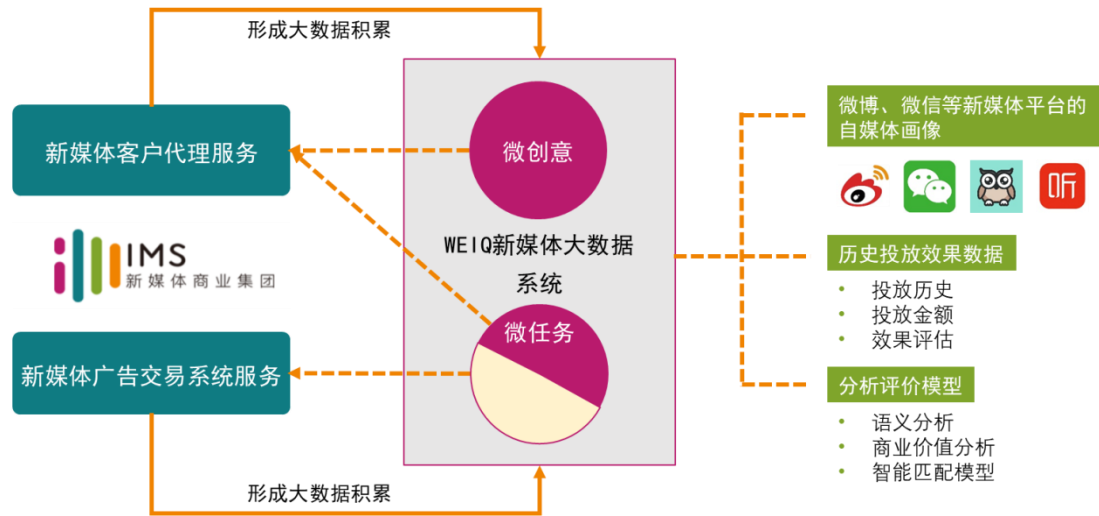 形成大数据积累
新媒体客户代理服务
IMS
新媒体商业集团
新媒体广告交易系统服务
形成大数据积累
微创意
WEIQ新媒体大数据
系统
微任务
微博、微信等新媒体平台的
自媒体画像
听
历史投放效果数据
• 投放历史
• 投放金额
• 效果评估
分析评价模型
• 语义分析
• 商业价值分析
• 智能匹配模型